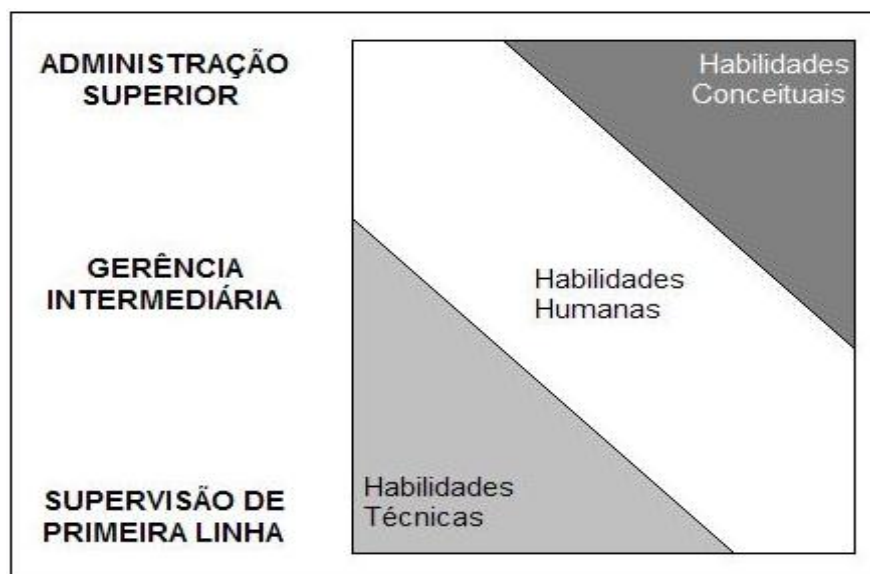 ADMINISTRAÇÃO
SUPERIOR
Habilidades
Conceituais
GERÊNCIA
INTERMEDIÁRIA
Habilidades
Humanas
SUPERVISÃO DE
PRIMEIRA LINHA
Habilidades
Técnicas